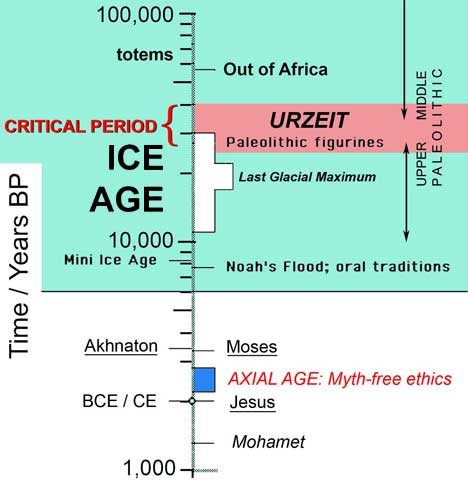 100,000
totems
Out of Africa
CRITICAL PERIOD
URZEIT
Paleolithic figurines
MIDDLE
UPPER
PALEOLITHIC
ICE
AGE
Last Glacial Maximum
Time / Years BP
10,000
Mini Ice Age
Noah's Flood; oral traditions
Akhnaton
Moses
AXIAL AGE: Myth-free ethics
BCE / CE
Jesus
Mohamet
1,000